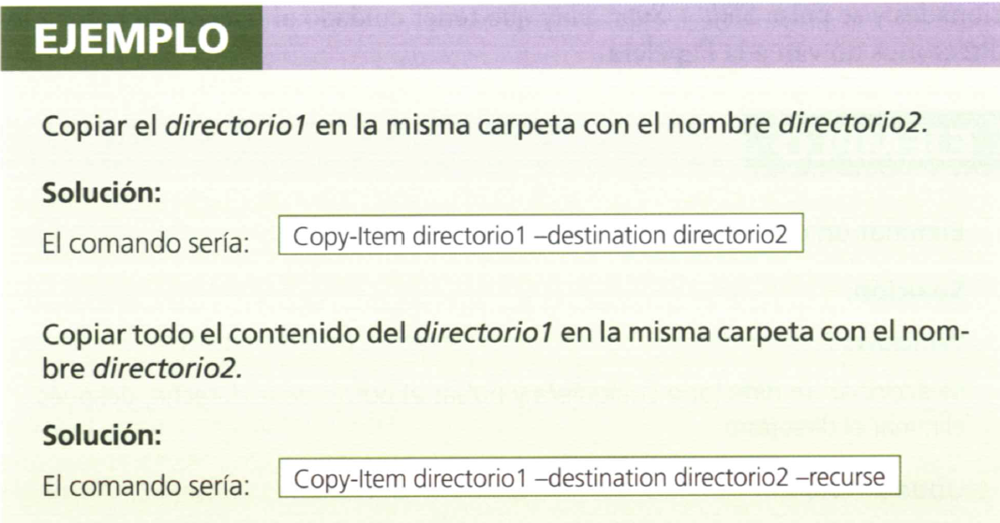 EJEMPLO
Copiar el directorio1 en la misma carpeta con el nombre directorio2.
Solución:
El comando sería: Copy-Item directorio1 –destination directorio2
Copiar todo el contenido del directorio1 en la misma carpeta con el nom-
bre directorio2.
Solución:
El comando sería: Copy-Item directorio1 –destination directorio2 –recurse